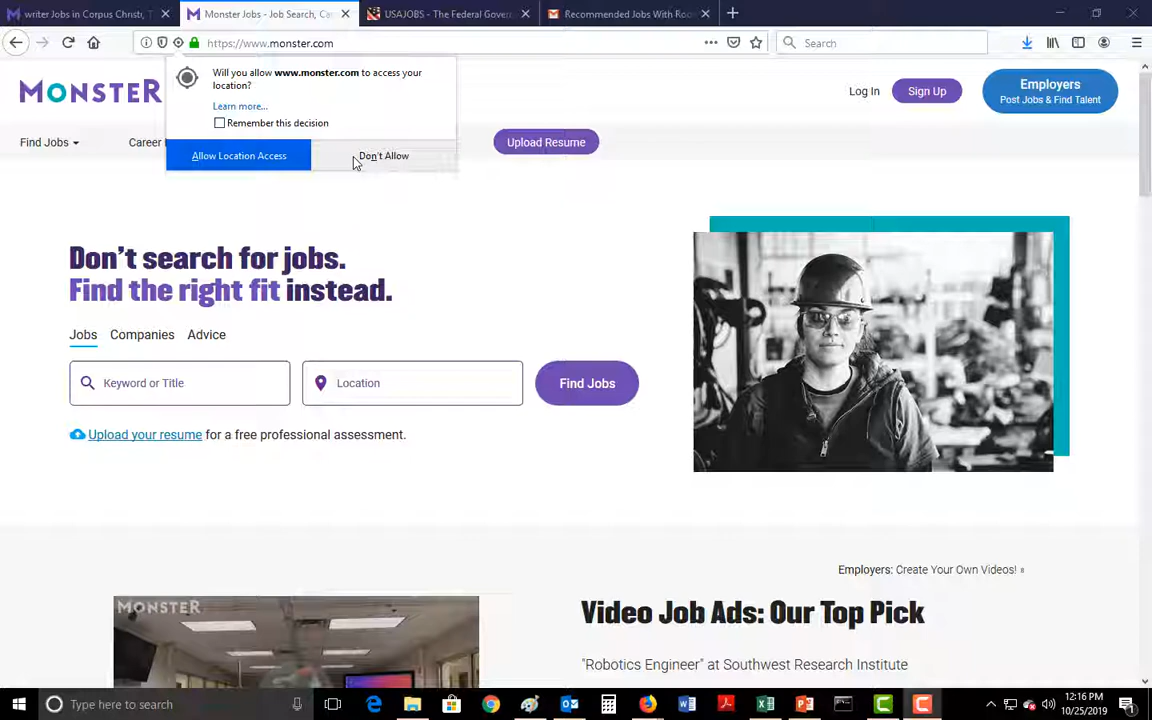 writer Jobs in Corpus Christi, T
Monster Jobs - Job Search, Ca
USAJOBS - The Federal Gover
Recommended Jobs With Roo
https://www.monster.com
Search
Will you allow www.monster.com to access your
location?
Learn more...
Remember this decision
Allow Location Access
Don't Allow
MONSTER
Log In
Sign Up
Employers
Post Jobs & Find Talent
Find Jobs
Career
Upload Resume
Don't search for jobs.
Find the right fit instead.
Jobs
Companies
Advice
Keyword or Title
Location
Find Jobs
Upload your resume for a free professional assessment.
Employers: Create Your Own Videos! »
MONSTER
Video Job Ads: Our Top Pick
"Robotics Engineer" at Southwest Research Institute
Type here to search
12:16 PM
10/25/2019